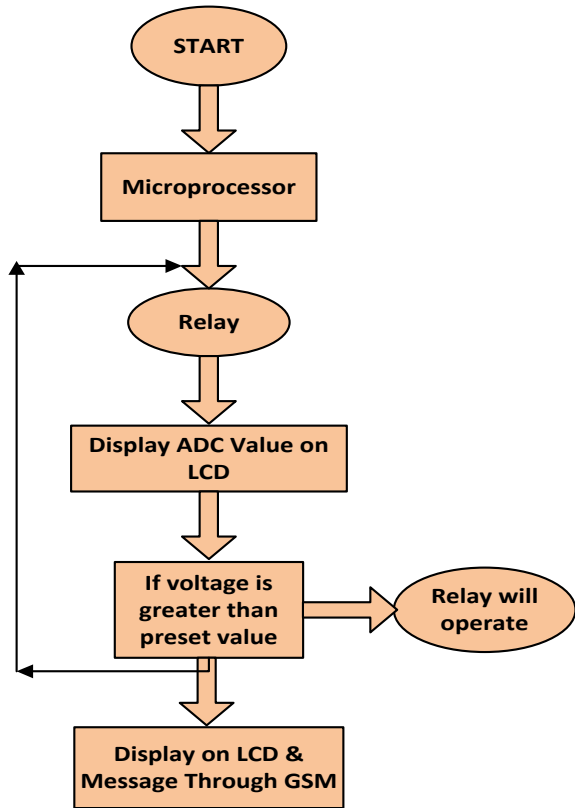 START
Microprocessor
Relay
Display ADC Value on
LCD
If voltage is
greater than
preset value
Relay will
operate
Display on LCD &
Message Through GSM